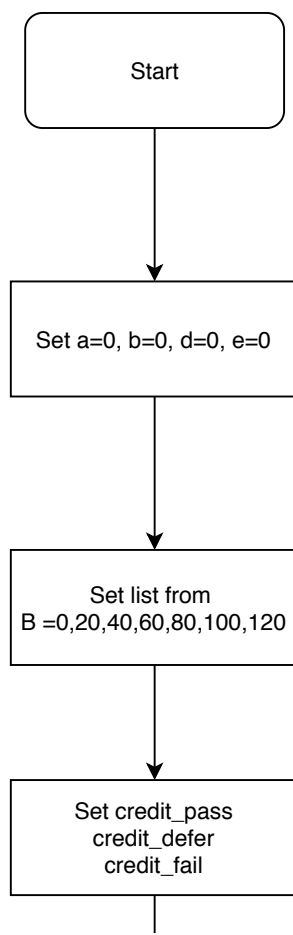 Start
Set a=0, b=0, d=0, e=0
Set list from
B =0,20,40,60,80,100,120
Set credit_pass
credit_defer
credit_fail